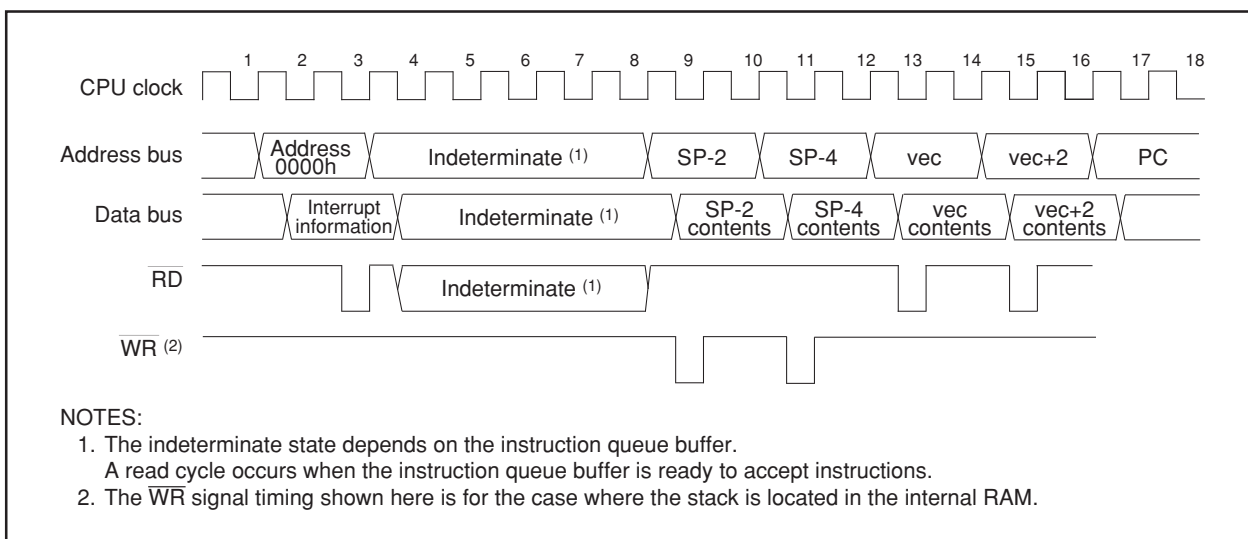 1 2 3 4 5 6 7 8 9 10 11 12 13 14 15 16 17 18
CPU clock
Address bus
Address
0000h
Indeterminate (1)
SP-2
SP-4
vec
vec+2
PC
Data bus
Interrupt
information
Indeterminate (1)
SP-2
contents
SP-4
contents
vec
contents
vec+2
contents
RD
Indeterminate (1)
WR (2)
NOTES:
1. The indeterminate state depends on the instruction queue buffer.
A read cycle occurs when the instruction queue buffer is ready to accept instructions.
2. The WR signal timing shown here is for the case where the stack is located in the internal RAM.